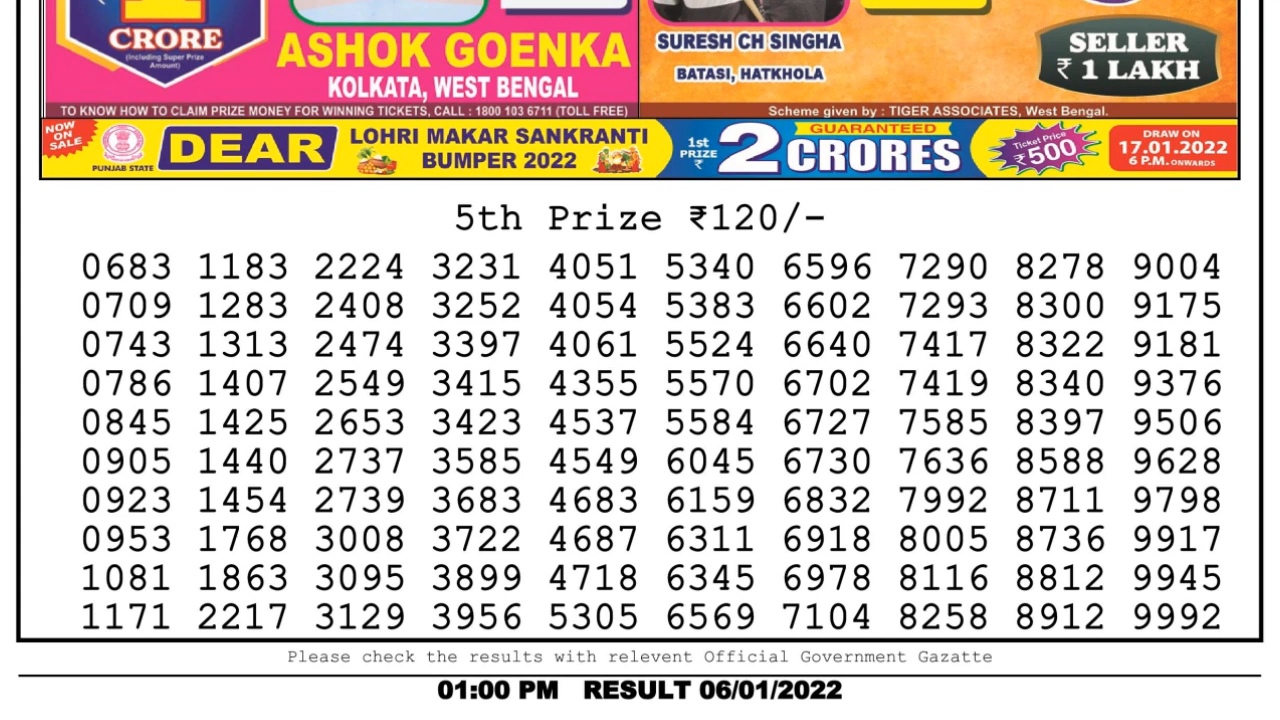 1
CRORE
(Including Super Prize
Amount)
ASHOK GOENKA
KOLKATA, WEST BENGAL
SURESH CH SINGHA
BATASI, HATKHOLA
SELLER
₹ 1 LAKH
TO KNOW HOW TO CLAIM PRIZE MONEY FOR WINNING TICKETS, CALL : 1800 103 6711 (TOLL FREE)
Scheme given by : TIGER ASSOCIATES, West Bengal.
NOW
ON
SALE
PUNJAB STATE
DEAR
LOHRI MAKAR SANKRANTI
BUMPER 2022
1st
PRIZE
₹
2
GUARANTEED
CRORES
Ticket Price
₹500
DRAW ON
17.01.2022
6 P.M. ONWARDS
5th Prize ₹120/-
0683 1183 2224 3231 4051 5340 6596 7290 8278 9004
0709 1283 2408 3252 4054 5383 6602 7293 8300 9175
0743 1313 2474 3397 4061 5524 6640 7417 8322 9181
0786 1407 2549 3415 4355 5570 6702 7419 8340 9376
0845 1425 2653 3423 4537 5584 6727 7585 8397 9506
0905 1440 2737 3585 4549 6045 6730 7636 8588 9628
0923 1454 2739 3683 4683 6159 6832 7992 8711 9798
0953 1768 3008 3722 4687 6311 6918 8005 8736 9917
1081 1863 3095 3899 4718 6345 6978 8116 8812 9945
1171 2217 3129 3956 5305 6569 7104 8258 8912 9992
Please check the results with relevent Official Government Gazatte
01:00 PM RESULT 06/01/2022